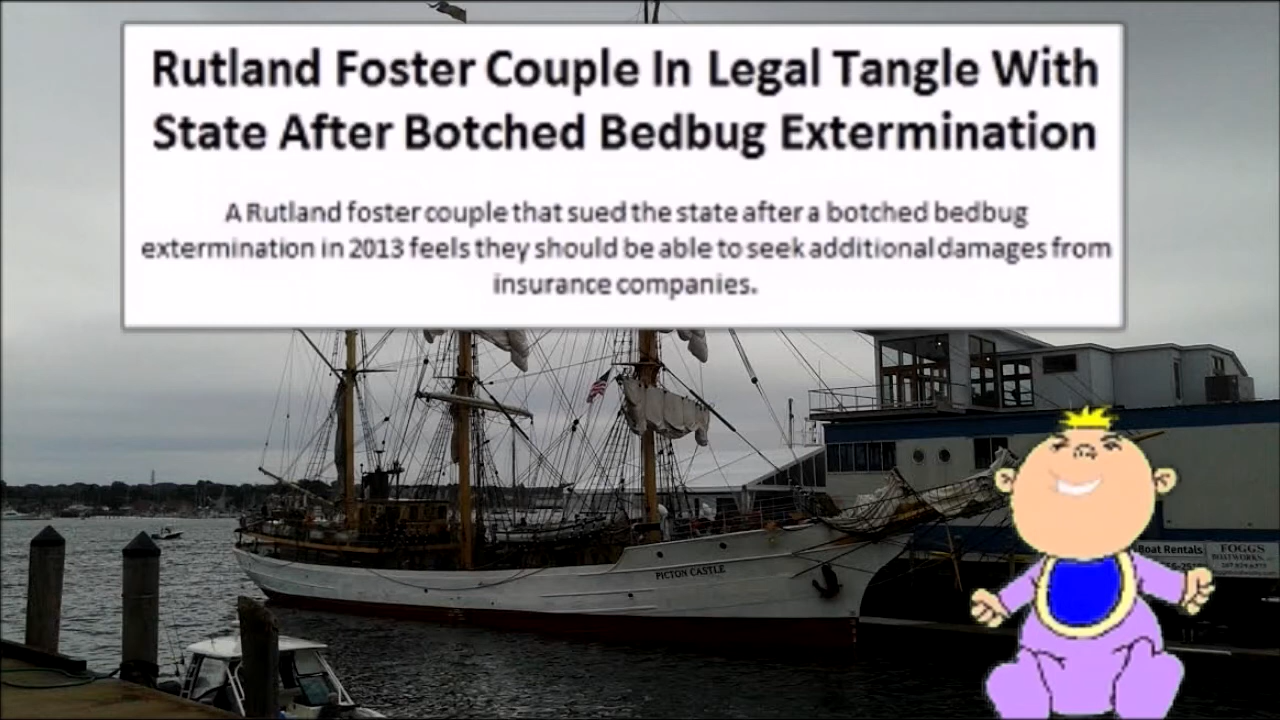 Rutland Foster Couple In Legal Tangle With
State After Botched Bedbug Extermination
A Rutland foster couple that sued the state after a botched bedbug
extermination in 2013 feels they should be able to seek additional damages from
insurance companies.
PICTON CASTLE
Boat Rentals
FOGGS